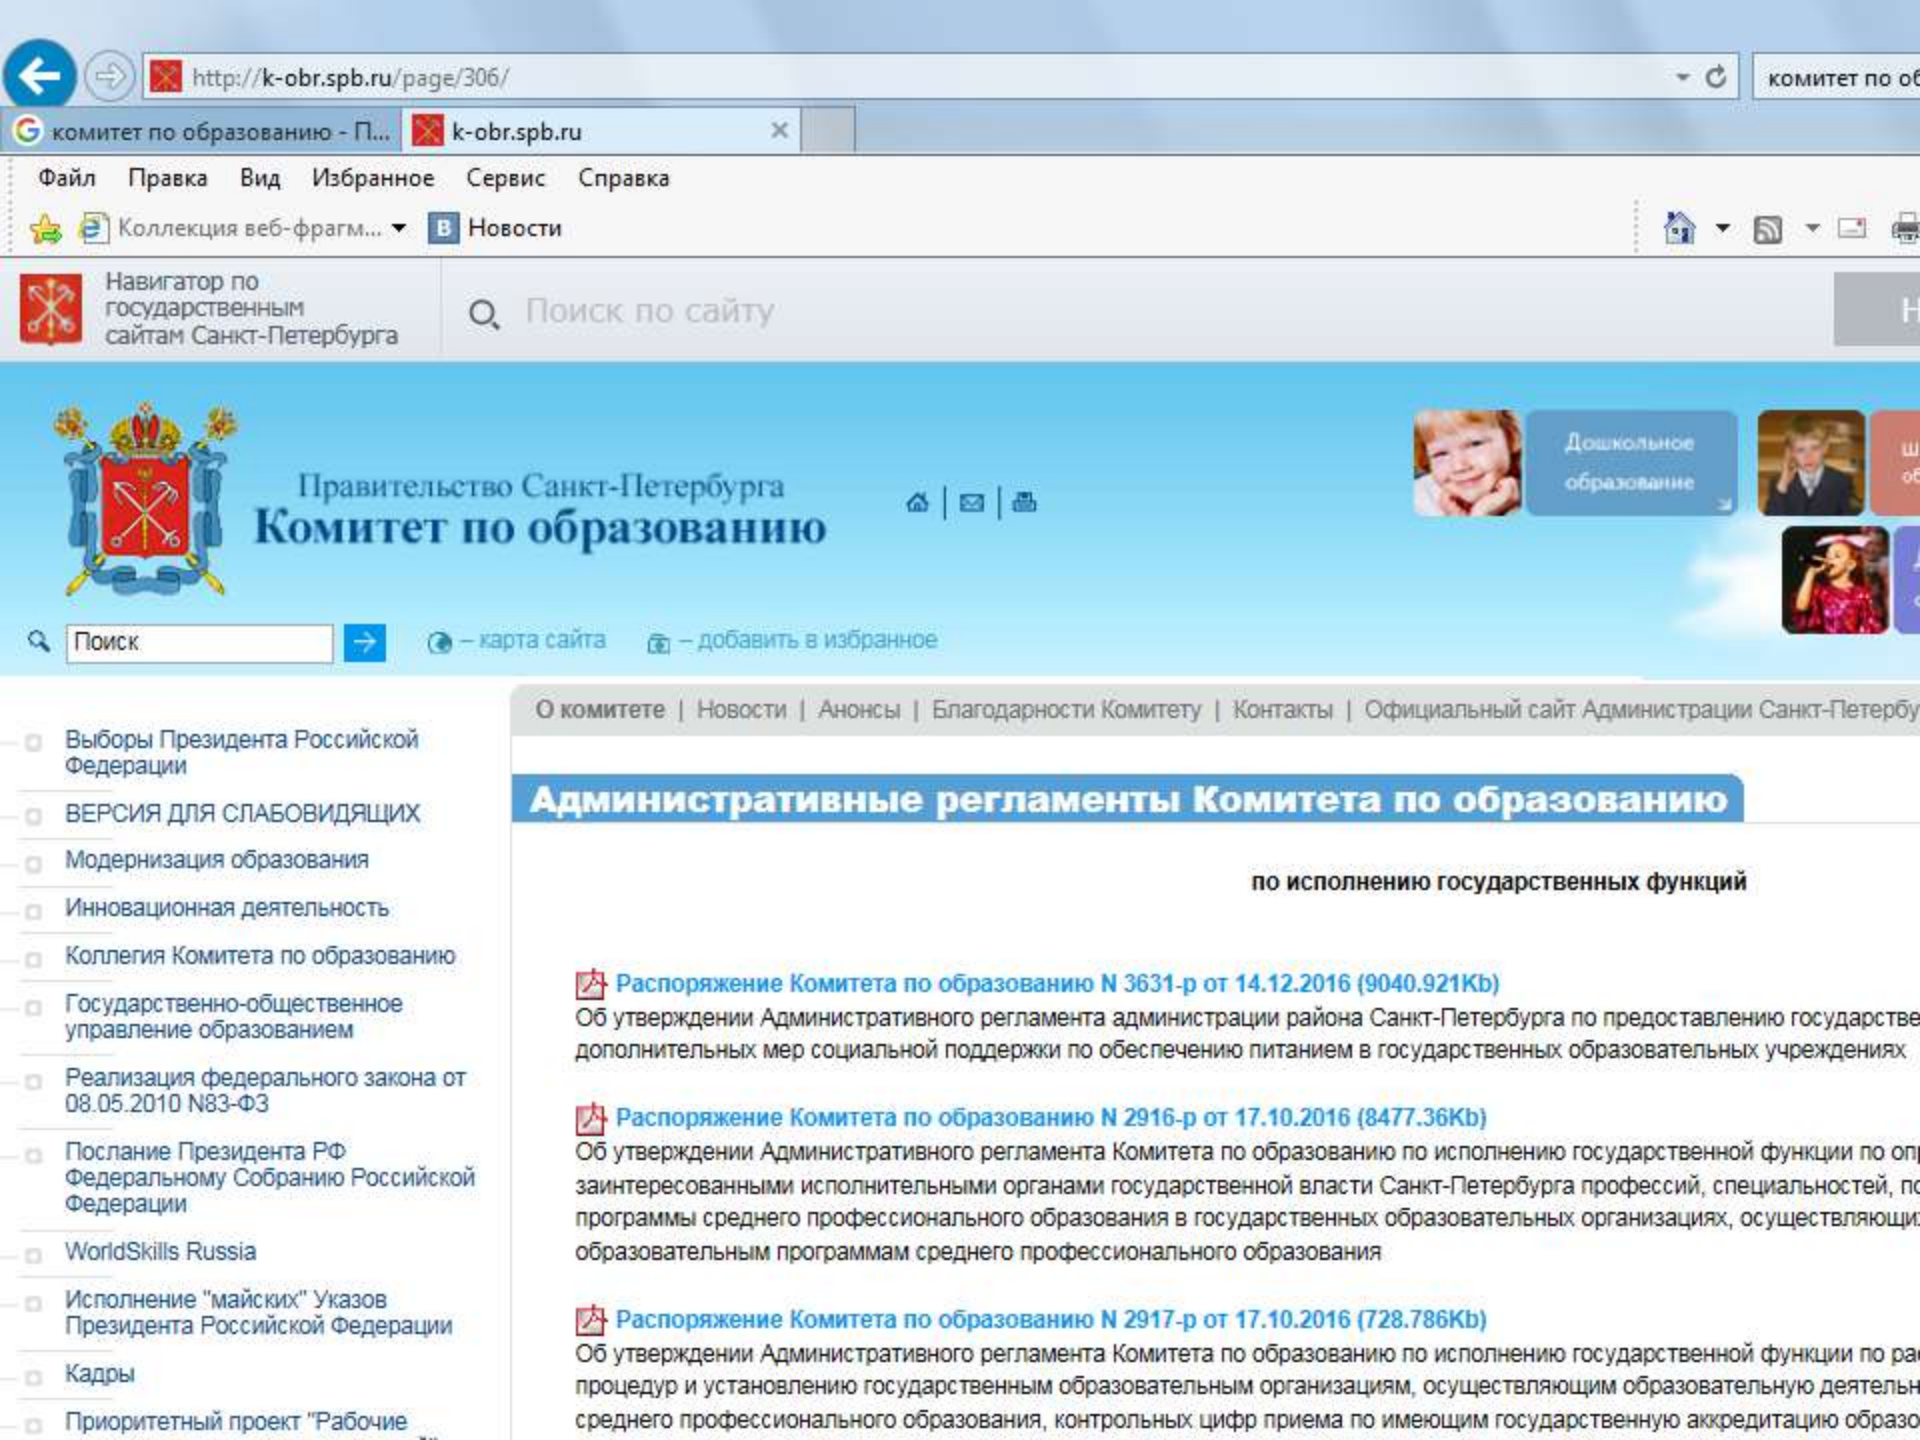 http://k-obr.spb.ru/page/306/
комитет по об
комитет по образованию - П...
k-obr.spb.ru
Файл Правка Вид Избранное Сервис Справка
Коллекция веб-фрагм...
Новости
Навигатор по
государственным
сайтам Санкт-Петербурга
Поиск по сайту
Н
Правительство Санкт-Петербурга
Комитет по образованию
Дошкольное
образование
ш
об
Поиск
– карта сайта
– добавить в избранное
О комитете | Новости | Анонсы | Благодарности Комитету | Контакты | Официальный сайт Администрации Санкт-Петербу
Выборы Президента Российской
Федерации
ВЕРСИЯ ДЛЯ СЛАБОВИДЯЩИХ
Модернизация образования
Инновационная деятельность
Коллегия Комитета по образованию
Государственно-общественное
управление образованием
Реализация федерального закона от
08.05.2010 N83-ФЗ
Послание Президента РФ
Федеральному Собранию Российской
Федерации
WorldSkills Russia
Исполнение "майских" Указов
Президента Российской Федерации
Кадры
Приоритетный проект "Рабочие
Административные регламенты Комитета по образованию
по исполнению государственных функций
Распоряжение Комитета по образованию N 3631-р от 14.12.2016 (9040.921Kb)
Об утверждении Административного регламента администрации района Санкт-Петербурга по предоставлению государстве
дополнительных мер социальной поддержки по обеспечению питанием в государственных образовательных учреждениях
Распоряжение Комитета по образованию N 2916-р от 17.10.2016 (8477.36Kb)
Об утверждении Административного регламента Комитета по образованию по исполнению государственной функции по опр
заинтересованными исполнительными органами государственной власти Санкт-Петербурга профессий, специальностей, по
программы среднего профессионального образования в государственных образовательных организациях, осуществляющи
образовательным программам среднего профессионального образования
Распоряжение Комитета по образованию N 2917-р от 17.10.2016 (728.786Kb)
Об утверждении Административного регламента Комитета по образованию по исполнению государственной функции по рас
процедур и установлению государственным образовательным организациям, осуществляющим образовательную деятельн
среднего профессионального образования, контрольных цифр приема по имеющим государственную аккредитацию образо